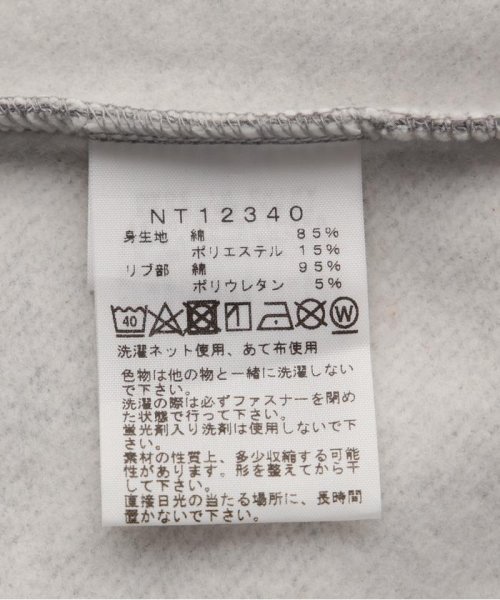 NT12340
身生地 綿 85%
ポリエステル 15%
リブ部 綿 95%
ポリウレタン 5%
40 W
洗濯ネット使用、あて布使用
色物は他の物と一緒に洗濯しない
で下さい。
洗濯の際は必ずファスナーを閉め
た状態で行って下さい。
蛍光剤入り洗剤は使用しないで下
さい。
素材の性質上、多少収縮する可能
性があります。形を整えてから干
して下さい。
直接日光の当たる場所に、長時間
置かないで下さい。